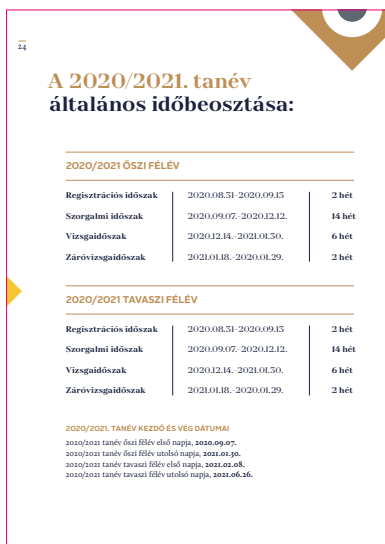 24
A 2020/2021. tanév
általános időbeosztása:
2020/2021 ŐSZI FÉLÉV
Regisztrációs időszak 2020.08.31-2020.09.13 2 hét
Szorgalmi időszak 2020.09.07.-2020.12.12. 14 hét
Vizsgaidőszak 2020.12.14.-2021.01.30. 6 hét
Záróvizsgaidőszak 2021.01.18.-2020.01.29. 2 hét
2020/2021 TAVASZI FÉLÉV
Regisztrációs időszak 2020.08.31-2020.09.13 2 hét
Szorgalmi időszak 2020.09.07.-2020.12.12. 14 hét
Vizsgaidőszak 2020.12.14.-2021.01.30. 6 hét
Záróvizsgaidőszak 2021.01.18.-2020.01.29. 2 hét
2020/2021. TANÉV KEZDŐ ÉS VÉG DÁTUMAI
2020/2021 tanév őszi félév első napja, 2020.09.07.
2020/2021 tanév őszi félév utolsó napja, 2021.01.30.
2020/2021 tanév tavaszi félév első napja, 2021.02.08.
2020/2021 tanév tavaszi félév utolsó napja, 2021.06.26.